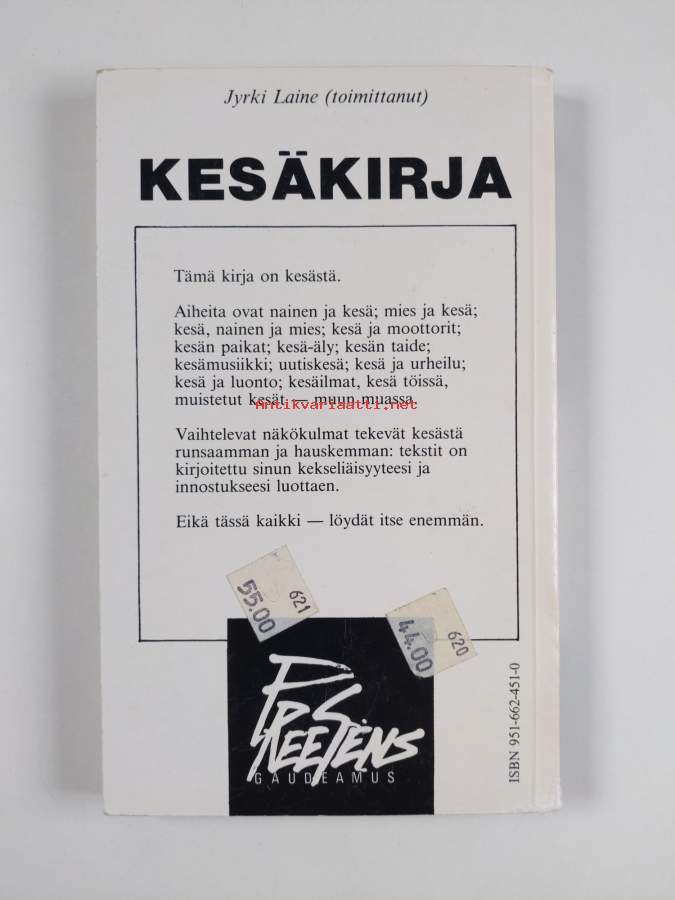 Jyrki Laine (toimittanut)
KESÄKIRJA
Tämä kirja on kesästä.
Aiheita ovat nainen ja kesä; mies ja kesä;
kesä, nainen ja mies; kesä ja moottorit;
kesän paikat; kesä-äly; kesän taide;
kesämusiikki; uutiskesä; kesä ja urheilu;
kesä ja luonto; kesäilmat, kesä töissä,
muistetut kesät — muun muassa.
Antikvariaatti.net
Vaihtelevat näkökulmat tekevät kesästä
runsaamman ja hauskemman: tekstit on
kirjoitettu sinun kekseliäisyyteesi ja
innostukseesi luottaen.
Eikä tässä kaikki — löydät itse enemmän.
621
55.00
620
44.00
PREESENS
GAUDEAMUS
ISBN 951-662-451-0